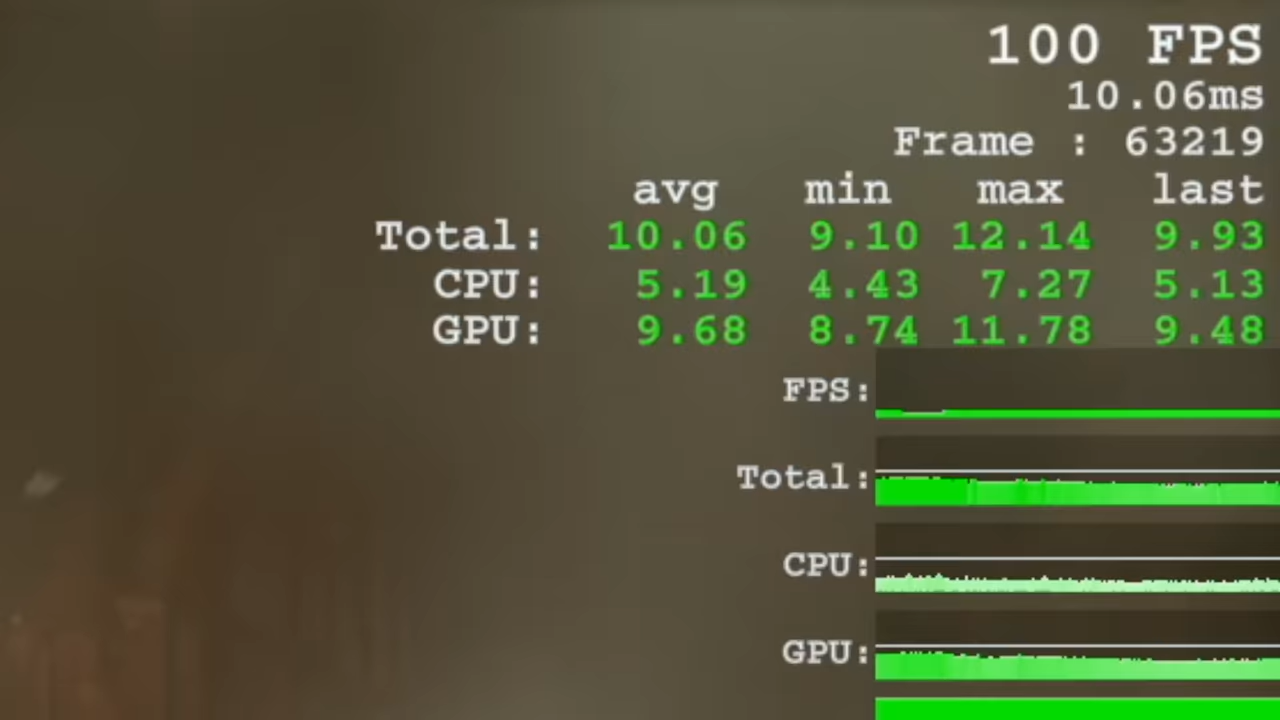 100 FPS
10.06ms
Frame : 63219
avg min max last
Total: 10.06 9.10 12.14 9.93
CPU: 5.19 4.43 7.27 5.13
GPU: 9.68 8.74 11.78 9.48
FPS:
Total:
CPU:
GPU: